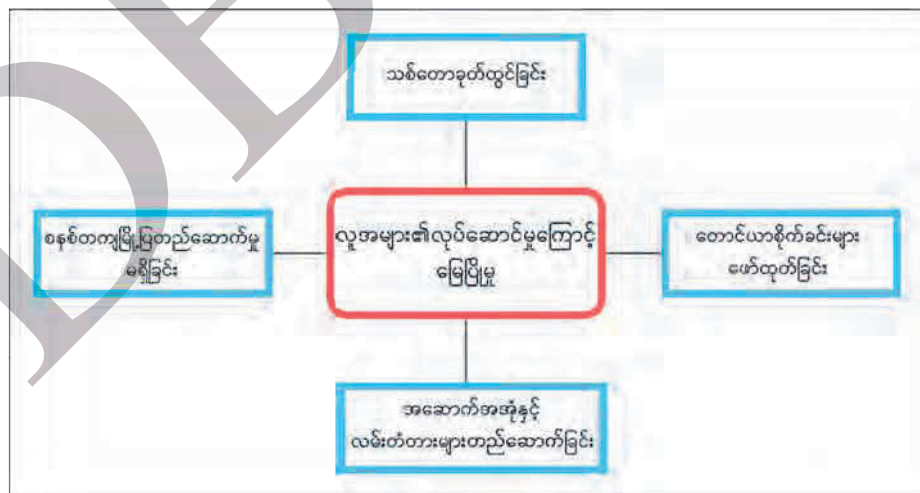 သစ်တောခုတ်ထွင်ခြင်း
စနစ်တကျမြို့ပြတည်ဆောက်မှု
မရှိခြင်း
လူအများ၏လုပ်ဆောင်မှုကြောင့်
မြေပြိုမှု
တောင်ယာစိုက်ခင်းများ
ဖော်ထုတ်ခြင်း
အဆောက်အအုံနှင့်
လမ်းတံတားများတည်ဆောက်ခြင်း